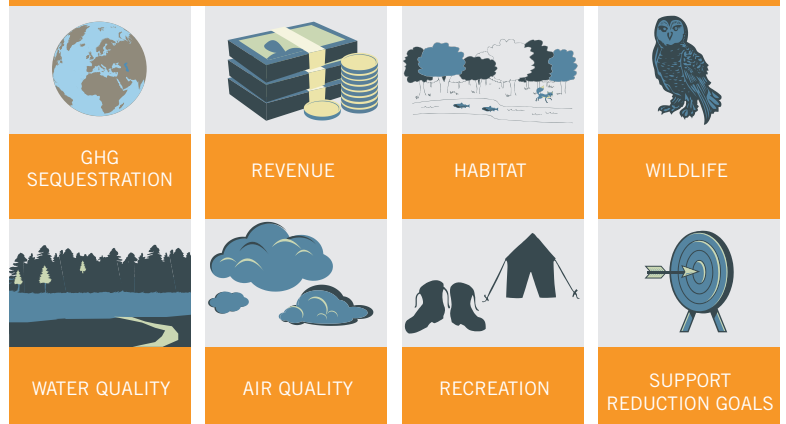 GHG
SEQUESTRATION
REVENUE
HABITAT
WILDLIFE
WATER QUALITY
AIR QUALITY
RECREATION
SUPPORT
REDUCTION GOALS